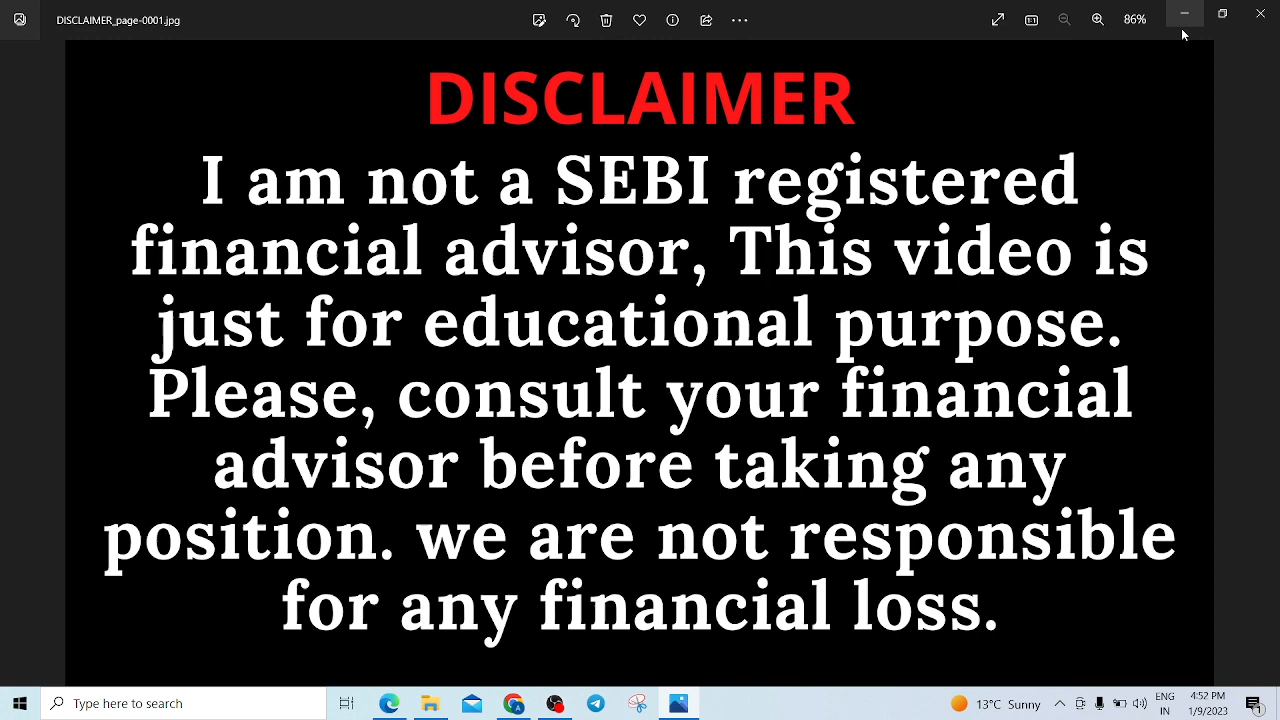 DISCLAIMER_page-0001.jpg
86%
DISCLAIMER
I am not a SEBI registered
financial advisor, This video is
just for educational purpose.
Please, consult your financial
advisor before taking any
position. we are not responsible
for any financial loss.
Type here to search
13°C Sunny
ENG
IN
4:52 PM
1/9/2023